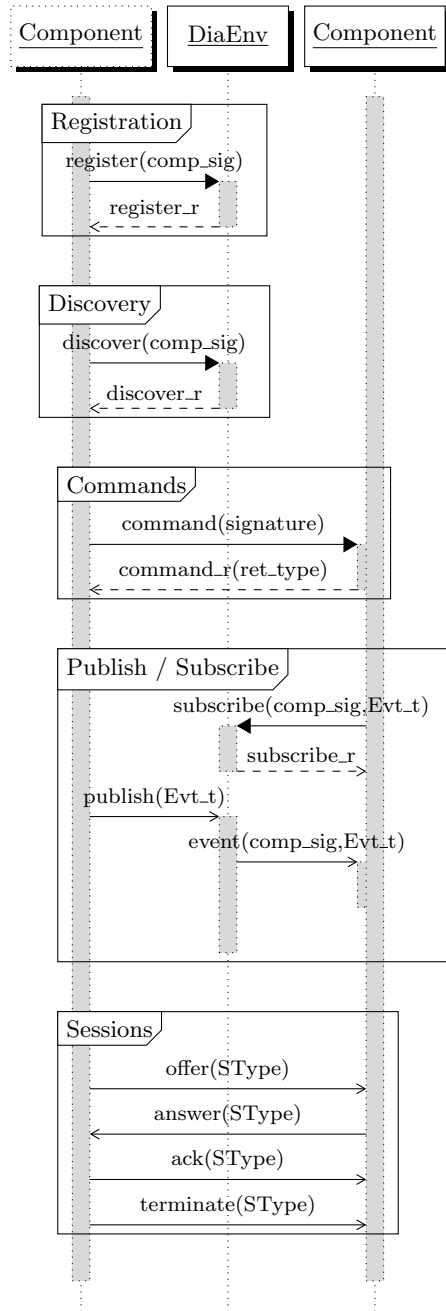 Component
DiaEnv
Component
Registration
register(comp_sig)
register_r
Discovery
discover(comp_sig)
discover_r
Commands
command(signature)
command_r(ret_type)
Publish / Subscribe
subscribe(comp_sig,Evt_t)
subscribe_r
publish(Evt_t)
event(comp_sig,Evt_t)
Sessions
offer(SType)
answer(SType)
ack(SType)
terminate(SType)